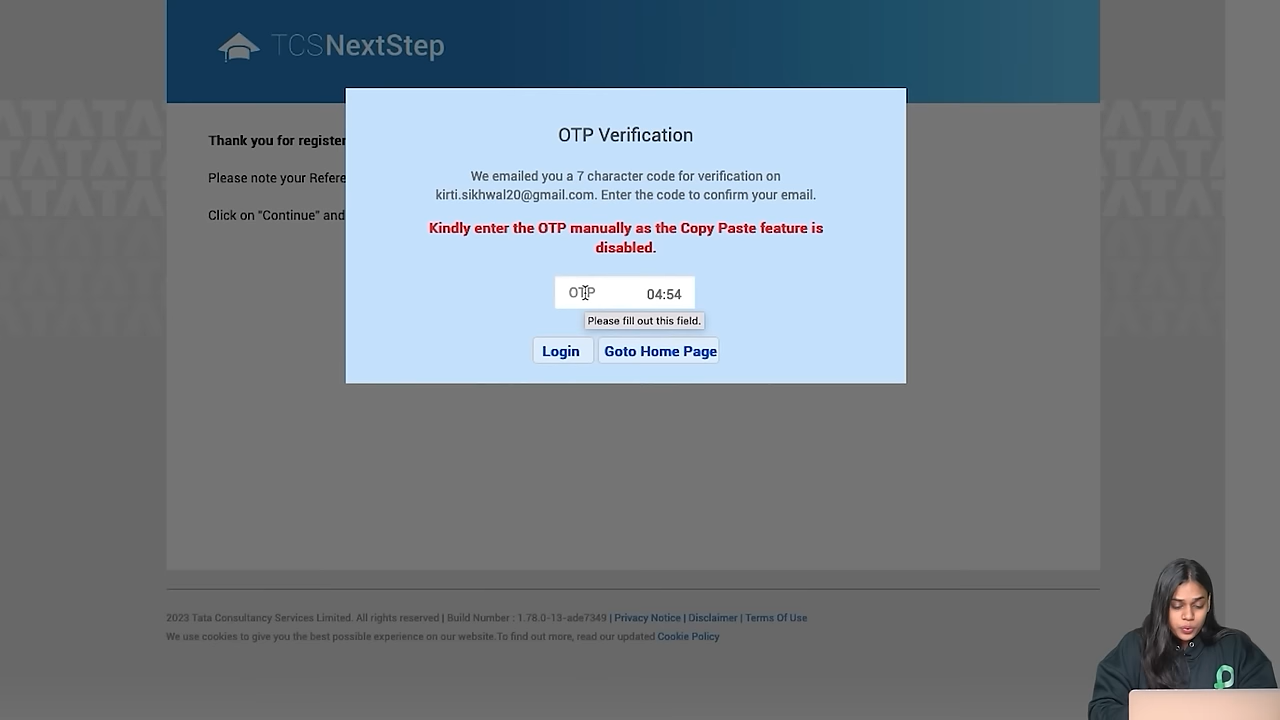 TCSNextStep
OTP Verification
We emailed you a 7 character code for verification on
kirti.sikhwal20@gmail.com. Enter the code to confirm your email.
Kindly enter the OTP manually as the Copy Paste feature is
disabled.
OTP 04:54
Please fill out this field.
Login Goto Home Page
Thank you for register
Please note your Refere
Click on "Continue" and
2023 Tata Consultancy Services Limited. All rights reserved | Build Number : 1.78.0-13-ade7349 | Privacy Notice | Disclaimer | Terms Of Use
We use cookies to give you the best possible experience on our website.To find out more, read our updated Cookie Policy